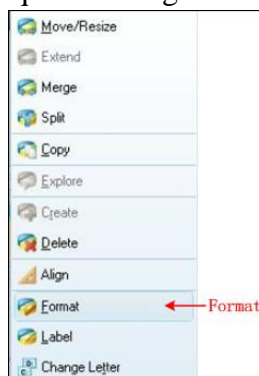 Move/Resize
Extend
Merge
Split
Copy
Explore
Create
Delete
Align
Format
Format
Label
Change Letter